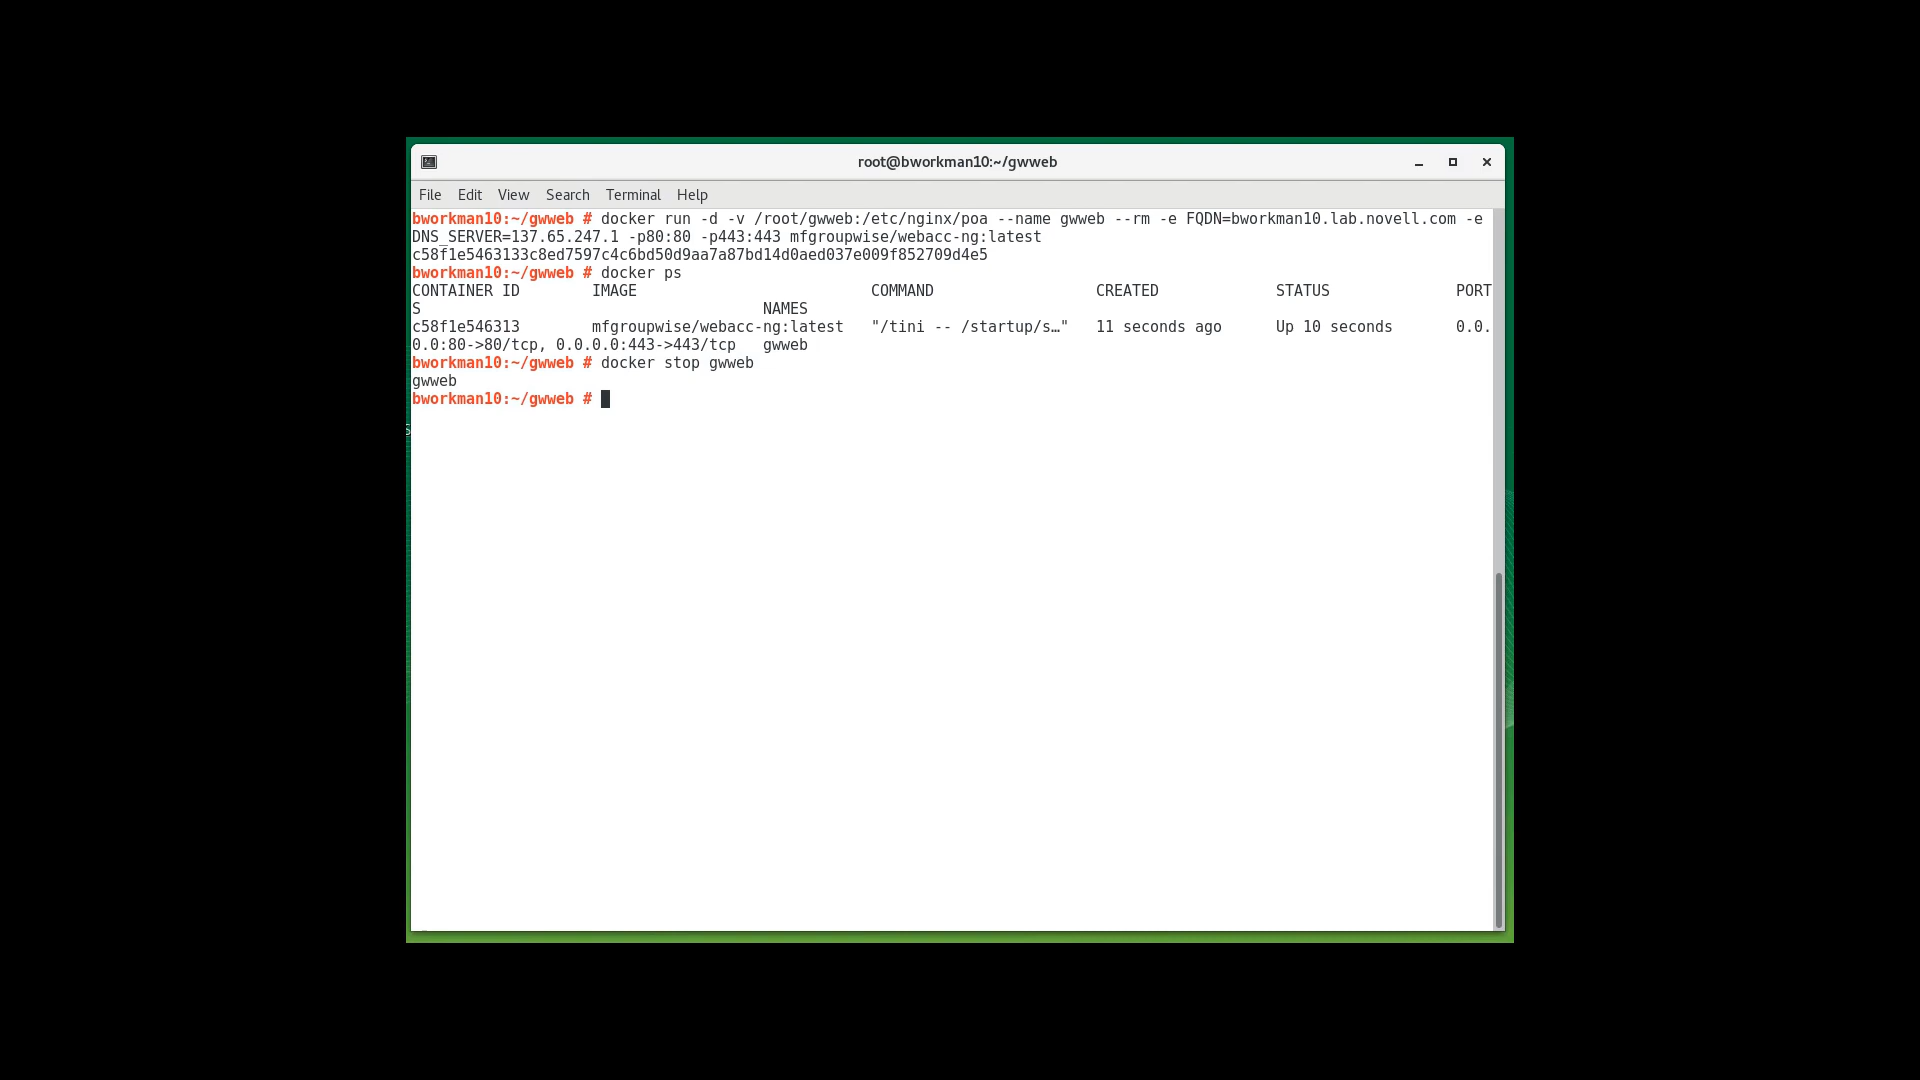 root@bworkman10:~/gwweb
File Edit View Search Terminal Help
bworkman10:~/gwweb # docker run -d -v /root/gwweb:/etc/nginx/poa --name gwweb --rm -e FQDN=bworkman10.lab.novell.com -e
DNS_SERVER=137.65.247.1 -p80:80 -p443:443 mfgroupwise/webacc-ng:latest
c58f1e5463133c8ed7597c4c6bd50d9aa7a87bd14d0aed037e009f852709d4e5
bworkman10:~/gwweb # docker ps
CONTAINER ID        IMAGE                          COMMAND                  CREATED             STATUS              PORT
S                                      NAMES
c58f1e546313        mfgroupwise/webacc-ng:latest   "/tini -- /startup/s…"   11 seconds ago      Up 10 seconds       0.0.
0.0:80->80/tcp, 0.0.0.0:443->443/tcp   gwweb
bworkman10:~/gwweb # docker stop gwweb
gwweb
bworkman10:~/gwweb #